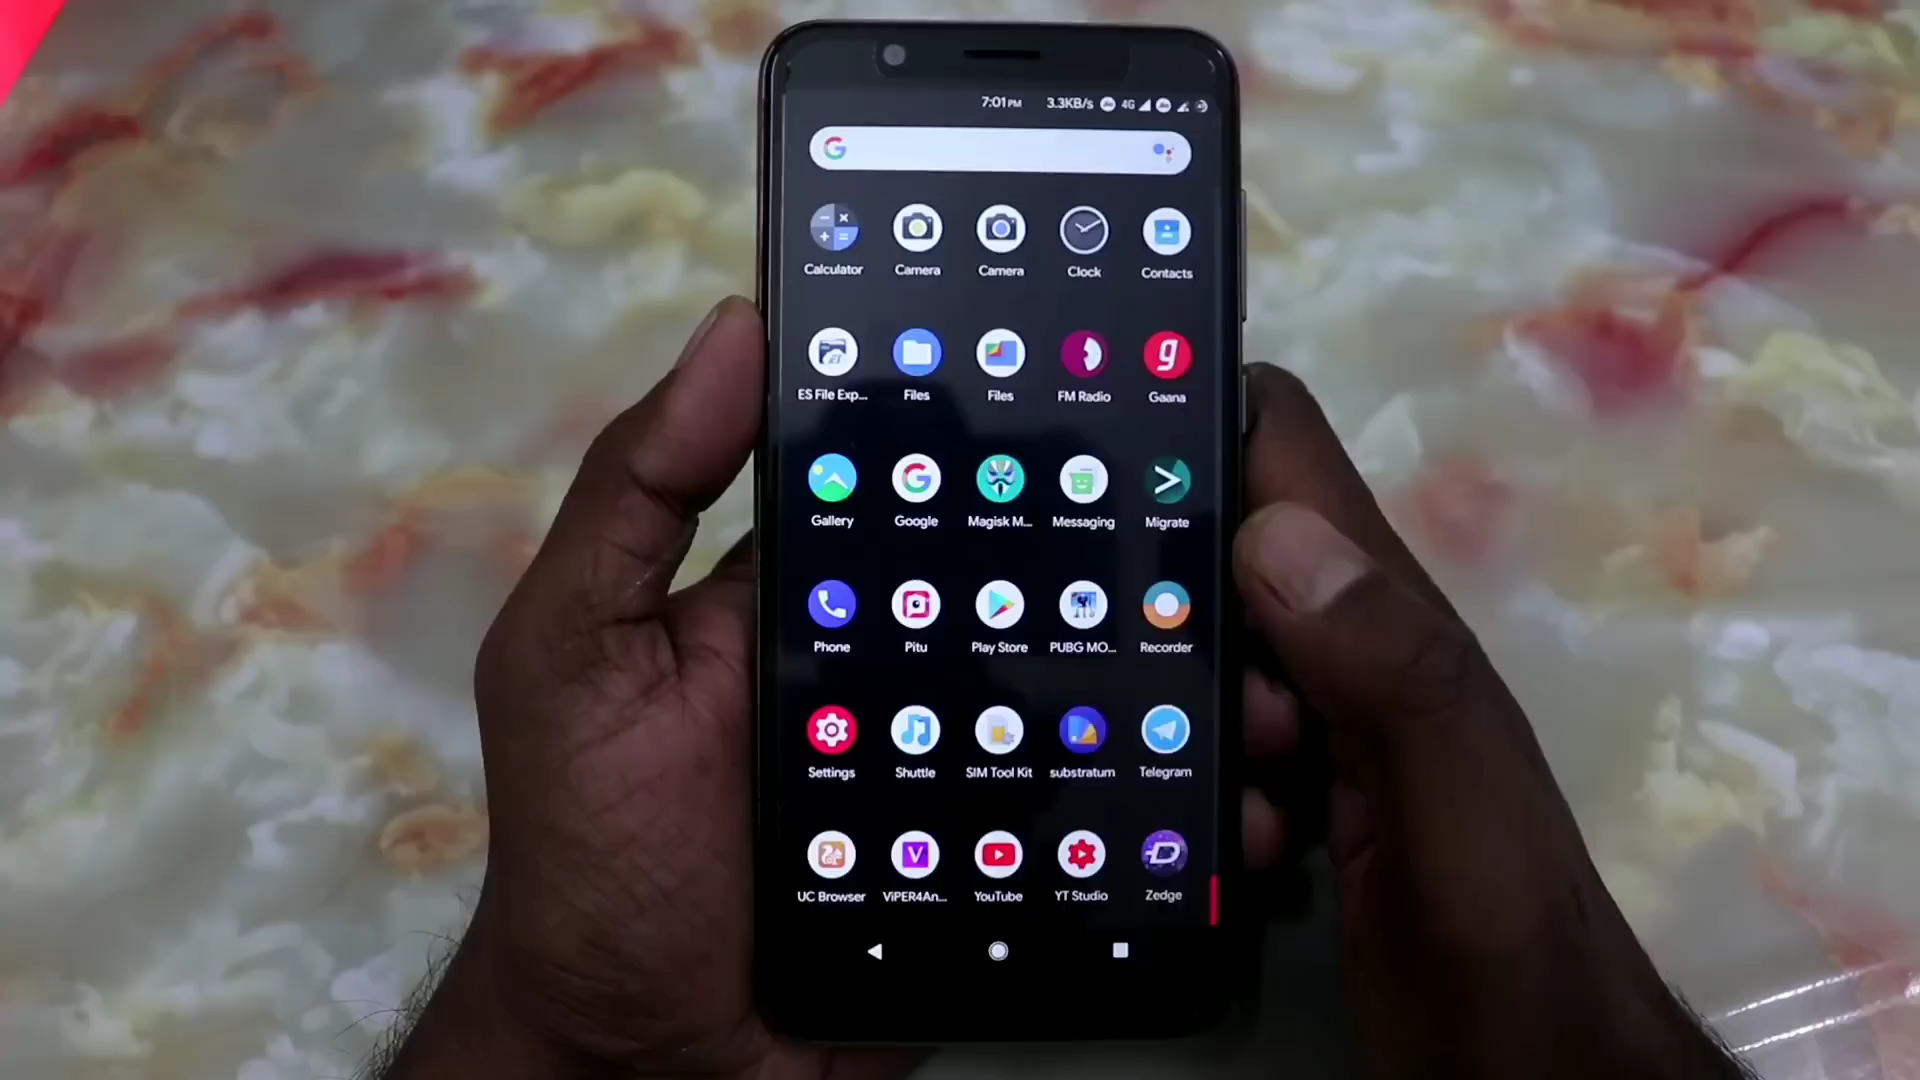 7:01PM 3.3KB/s 4G
Calculator Camera Camera Clock Contacts
ES File Exp... Files Files FM Radio Gaana
Gallery Google Magisk M... Messaging Migrate
Phone Pitu Play Store PUBG MO... Recorder
Settings Shuttle SIM Tool Kit substratum Telegram
UC Browser ViPER4An... YouTube YT Studio Zedge